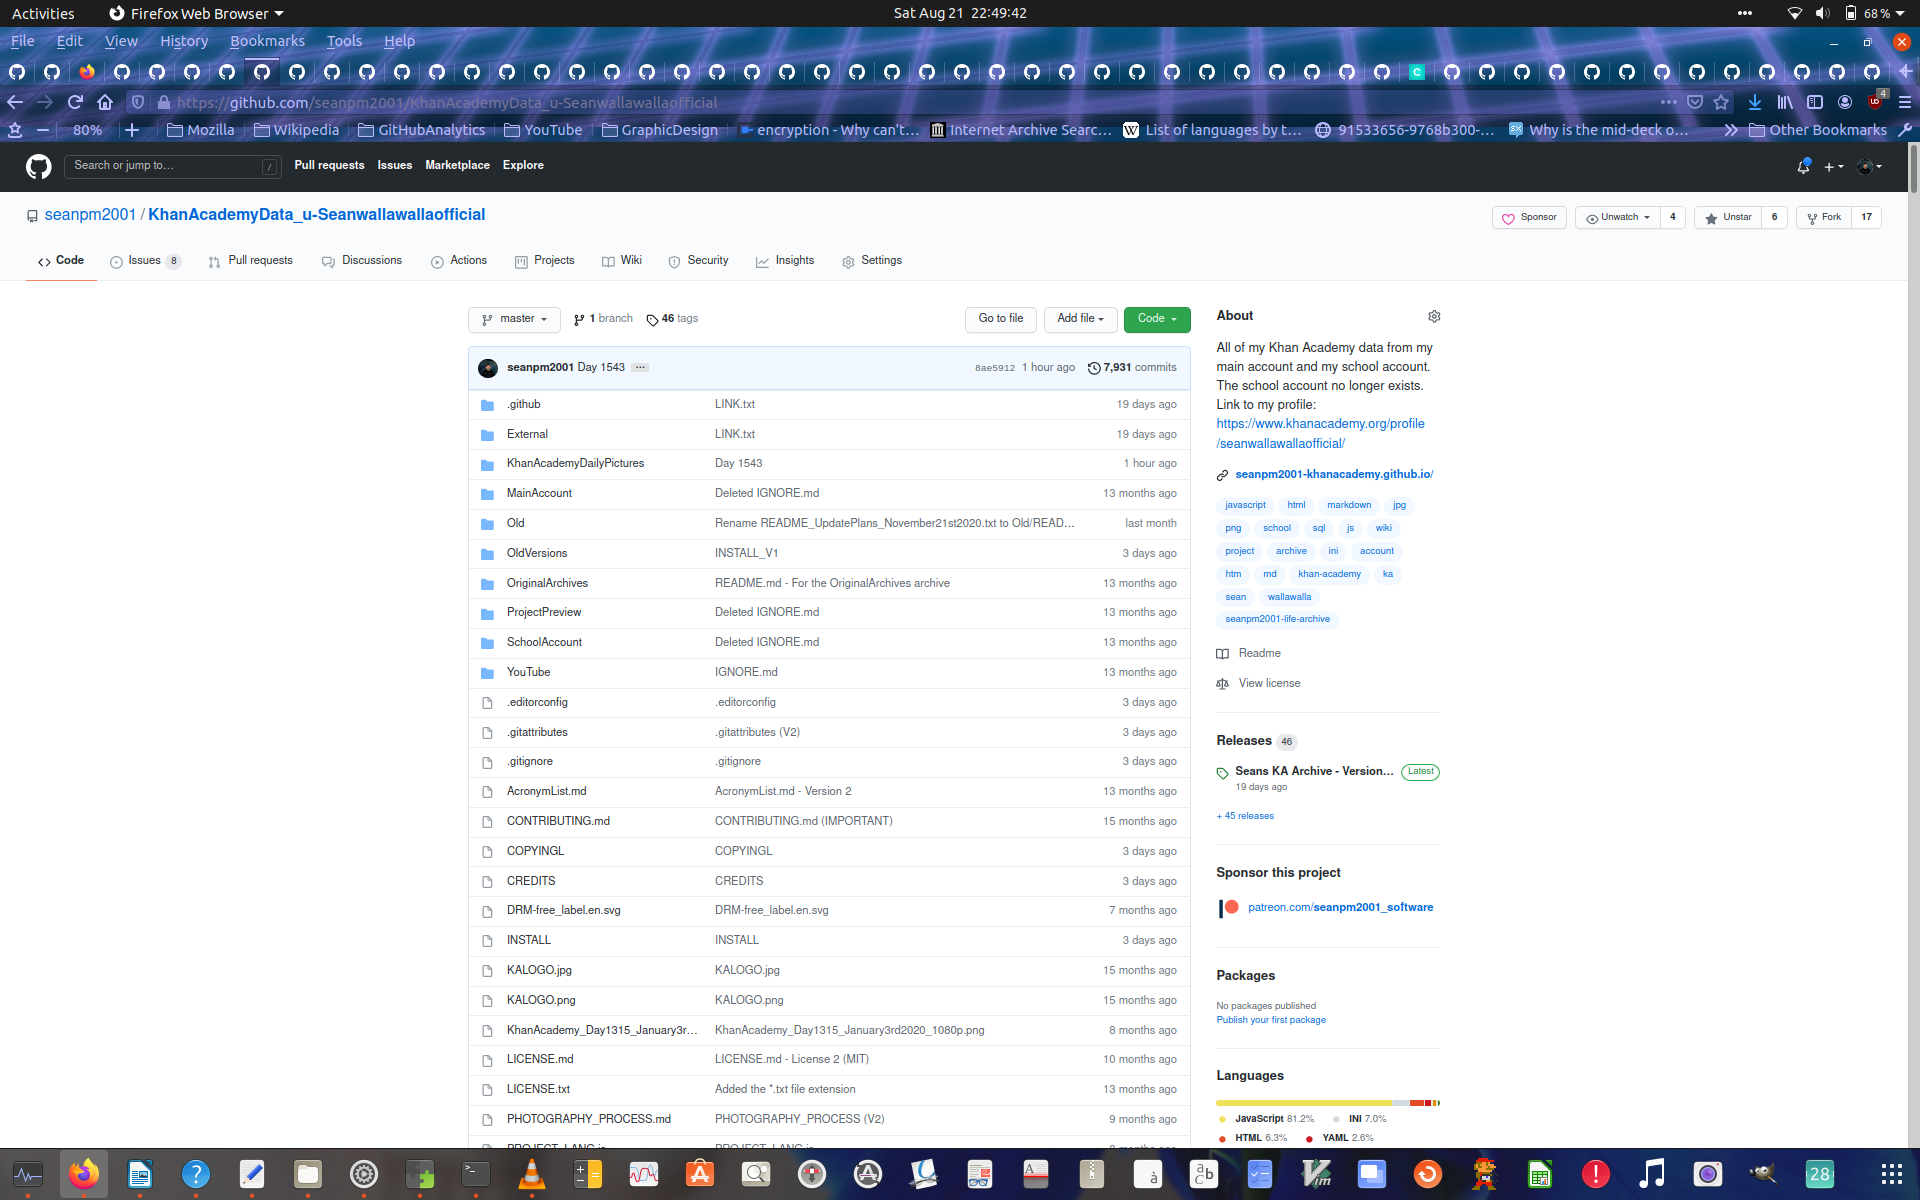 Activities Firefox Web Browser Sat Aug 21 22:49:42 68 %
File Edit View History Bookmarks Tools Help
https://github.com/seanpm2001/KhanAcademyData_u-Seanwallawallaofficial 4
80% Mozilla Wikipedia GitHubAnalytics YouTube GraphicDesign encryption - Why can't… Internet Archive Searc… List of languages by t… 91533656-9768b300-… Why is the mid-deck o… Other Bookmarks
Search or jump to… / Pull requests Issues Marketplace Explore
seanpm2001 / KhanAcademyData_u-Seanwallawallaofficial Sponsor Unwatch 4 Unstar 6 Fork 17
Code Issues 8 Pull requests Discussions Actions Projects Wiki Security Insights Settings
master 1 branch 46 tags Go to file Add file Code
seanpm2001 Day 1543 ... 8ae5912 1 hour ago 7,931 commits
.github LINK.txt 19 days ago
External LINK.txt 19 days ago
KhanAcademyDailyPictures Day 1543 1 hour ago
MainAccount Deleted IGNORE.md 13 months ago
Old Rename README_UpdatePlans_November21st2020.txt to Old/READ… last month
OldVersions INSTALL_V1 3 days ago
OriginalArchives README.md - For the OriginalArchives archive 13 months ago
ProjectPreview Deleted IGNORE.md 13 months ago
SchoolAccount Deleted IGNORE.md 13 months ago
YouTube IGNORE.md 13 months ago
.editorconfig .editorconfig 3 days ago
.gitattributes .gitattributes (V2) 3 days ago
.gitignore .gitignore 3 days ago
AcronymList.md AcronymList.md - Version 2 13 months ago
CONTRIBUTING.md CONTRIBUTING.md (IMPORTANT) 15 months ago
COPYINGL COPYINGL 3 days ago
CREDITS CREDITS 3 days ago
DRM-free_label.en.svg DRM-free_label.en.svg 7 months ago
INSTALL INSTALL 3 days ago
KALOGO.jpg KALOGO.jpg 15 months ago
KALOGO.png KALOGO.png 15 months ago
KhanAcademy_Day1315_January3r… KhanAcademy_Day1315_January3rd2020_1080p.png 8 months ago
LICENSE.md LICENSE.md - License 2 (MIT) 10 months ago
LICENSE.txt Added the *.txt file extension 13 months ago
PHOTOGRAPHY_PROCESS.md PHOTOGRAPHY_PROCESS (V2) 9 months ago
About
All of my Khan Academy data from my
main account and my school account.
The school account no longer exists.
Link to my profile:
https://www.khanacademy.org/profile
/seanwallawallaofficial/
seanpm2001-khanacademy.github.io/
javascript html markdown jpg
png school sql js wiki
project archive ini account
htm md khan-academy ka
sean wallawalla
seanpm2001-life-archive
Readme
View license
Releases 46
Seans KA Archive - Version… Latest
19 days ago
+ 45 releases
Sponsor this project
patreon.com/seanpm2001_software
Packages
No packages published
Publish your first package
Languages
JavaScript 81.2% INI 7.0%
HTML 6.3% YAML 2.6%
28